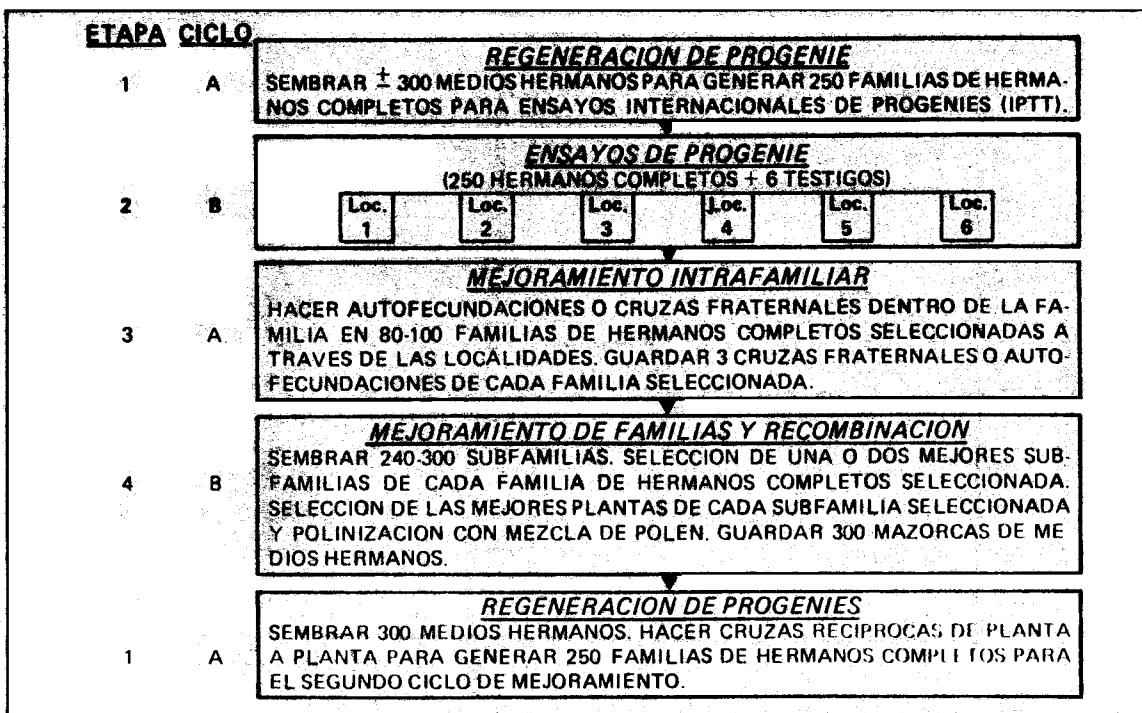 ETAPA CICLO
REGENERACION DE PROGENIE
1 A SEMBRAR ± 300 MEDIOS HERMANOS PARA GENERAR 250 FAMILIAS DE HERMA-
NOS COMPLETOS PARA ENSAYOS INTERNACIONALES DE PROGENIES (IPTT).
ENSAYOS DE PROGENIE
(250 HERMANOS COMPLETOS + 6 TESTIGOS)
2 B Loc. 1 Loc. 2 Loc. 3 Loc. 4 Loc. 5 Loc. 6
MEJORAMIENTO INTRAFAMILIAR
HACER AUTOFECUNDACIONES O CRUZAS FRATERNALES DENTRO DE LA FA-
3 A MILIA EN 80-100 FAMILIAS DE HERMANOS COMPLETOS SELECCIONADAS A
TRAVES DE LAS LOCALIDADES. GUARDAR 3 CRUZAS FRATERNALES O AUTO-
FECUNDACIONES DE CADA FAMILIA SELECCIONADA.
MEJORAMIENTO DE FAMILIAS Y RECOMBINACION
SEMBRAR 240-300 SUBFAMILIAS. SELECCION DE UNA O DOS MEJORES SUB-
4 B FAMILIAS DE CADA FAMILIA DE HERMANOS COMPLETOS SELECCIONADA.
SELECCION DE LAS MEJORES PLANTAS DE CADA SUBFAMILIA SELECCIONADA
Y POLINIZACION CON MEZCLA DE POLEN. GUARDAR 300 MAZORCAS DE ME
DIOS HERMANOS.
REGENERACION DE PROGENIES
SEMBRAR 300 MEDIOS HERMANOS. HACER CRUZAS RECIPROCAS DE PLANTA
1 A A PLANTA PARA GENERAR 250 FAMILIAS DE HERMANOS COMPLETOS PARA
EL SEGUNDO CICLO DE MEJORAMIENTO.